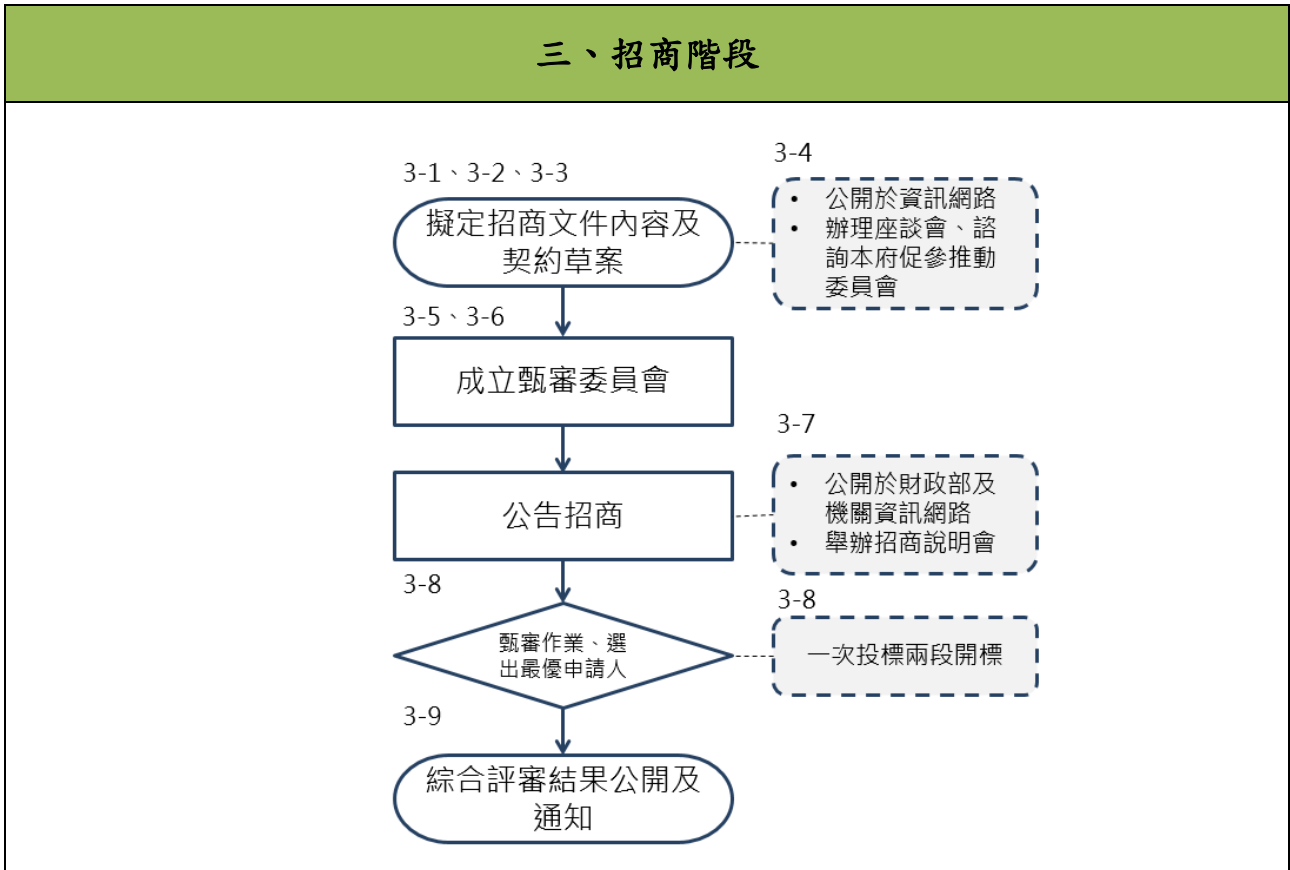 三、招商階段
3-1、3-2、3-3
擬定招商文件內容及
契約草案
3-4
• 公開於資訊網路
• 辦理座談會、諮
詢本府促參推動
委員會
3-5、3-6
成立甄審委員會
公告招商
3-7
• 公開於財政部及
機關資訊網路
• 舉辦招商說明會
3-8
甄審作業、選
出最優申請人
3-8
一次投標兩段開標
3-9
綜合評審結果公開及
通知